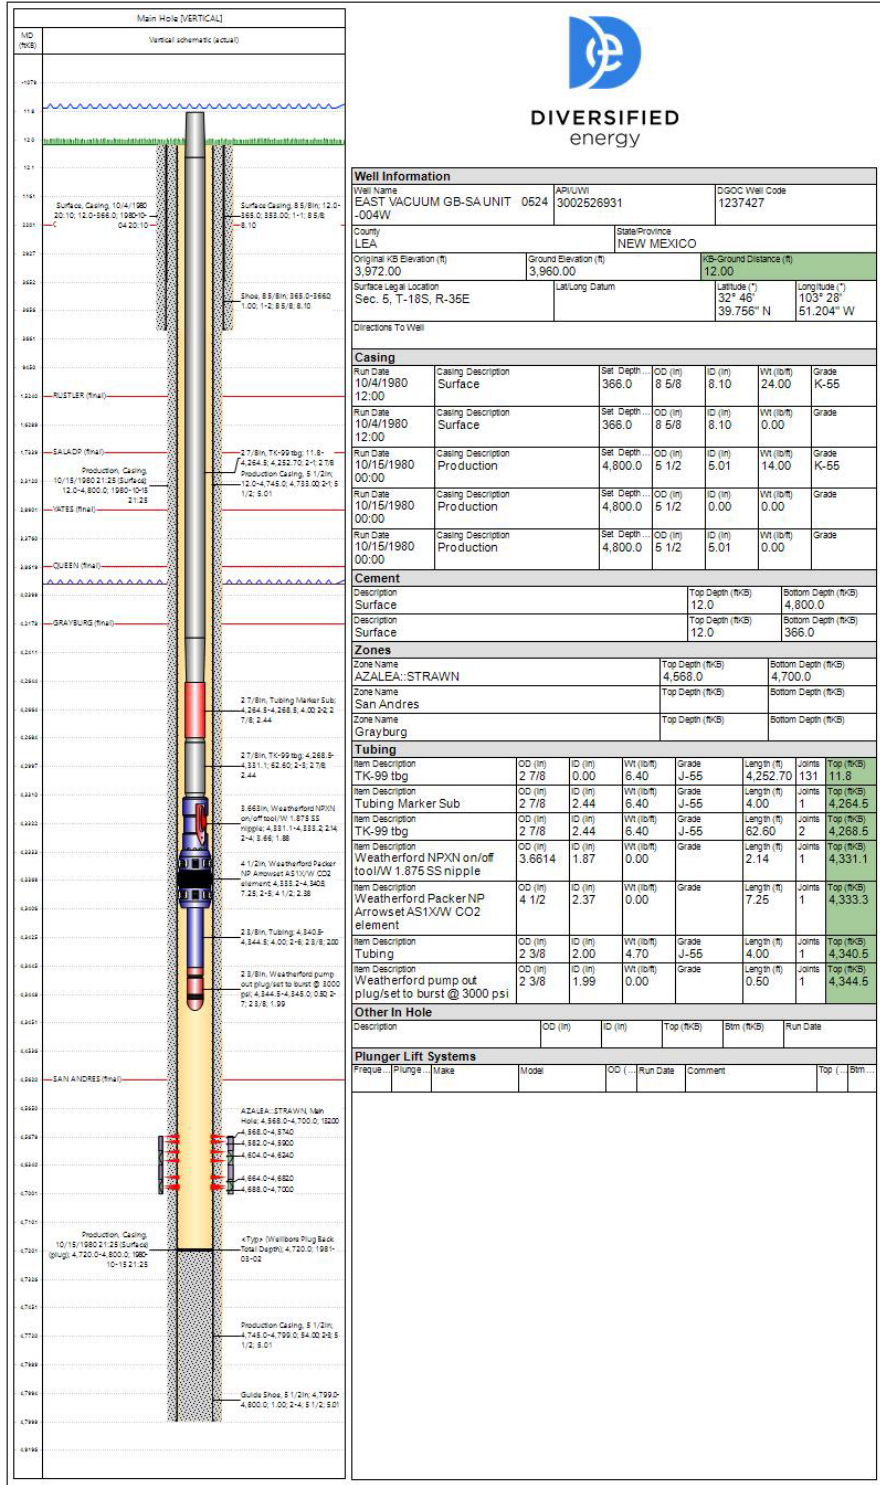 Main Hole [VERTICAL]
MD (ftKB)
Vertical schematic (actual)
Surface, Casing, 10/4/1980
20:10; 12.0-366.0; 1980-10-
04 20:10
Surface Casing, 8 5/8in; 12.0-
365.0; 353.00; 1-1; 8 5/8;
8.10
Shoe, 8 5/8in; 365.0-366.0;
1.00; 1-2; 8 5/8; 8.10
RUSTLER (final)
SALADO (final)
Production, Casing,
10/15/1980 21:25 (Surface)
12.0-4,800.0; 1980-10-15
21:25
2 7/8in, TK-99 tbg; 11.8-
4,264.5; 4,252.70; 2-1; 2 7/8
Production Casing, 5 1/2in;
12.0-4,745.0; 4,733.00; 2-1; 5
1/2; 5.01
YATES (final)
QUEEN (final)
GRAYBURG (final)
2 7/8in, Tubing Marker Sub;
4,264.5-4,268.5; 4.00; 2-2; 2
7/8; 2.44
2 7/8in, TK-99 tbg; 4,268.5-
4,331.1; 62.60; 2-3; 2 7/8;
2.44
3.663in, Weatherford NPXN
on/off tool/W 1.875 SS
nipple; 4,331.1-4,333.2; 2.14;
2-4; 3.66; 1.88
4 1/2in, Weatherford Packer
NP Arrowset AS1X/W CO2
element; 4,333.2-4,340.5;
7.25; 2-5; 4 1/2; 2.38
2 3/8in, Tubing; 4,340.5-
4,344.5; 4.00; 2-6; 2 3/8; 2.00
2 3/8in, Weatherford pump
out plug/set to burst @ 3000
psi; 4,344.5-4,345.0; 0.50; 2-
7; 2 3/8; 1.99
SAN ANDRES (final)
AZALEA::STRAWN, Main
Hole; 4,568.0-4,700.0; 132.00
4,568.0-4,574.0
4,582.0-4,590.0
4,604.0-4,624.0
4,664.0-4,682.0
4,688.0-4,700.0
Production, Casing,
10/15/1980 21:25 (Surface)
(plug); 4,720.0-4,800.0; 1980-
10-15 21:25
<Typ> (Wellbore Plug Back
Total Depth); 4,720.0; 1981-
03-02
Production Casing, 5 1/2in;
4,745.0-4,799.0; 54.00; 2-3; 5
1/2; 5.01
Guide Shoe, 5 1/2in; 4,799.0-
4,800.0; 1.00; 2-4; 5 1/2; 5.01
DIVERSIFIED
energy
Well Information
Well Name API/UWI DGOC Well Code
EAST VACUUM GB-SA UNIT 0524 3002526931 1237427
-004W
County State/Province
LEA NEW MEXICO
Original KB Elevation (ft) Ground Elevation (ft) KB-Ground Distance (ft)
3,972.00 3,960.00 12.00
Surface Legal Location Lat/Long Datum Latitude (°) Longitude (°)
Sec. 5, T-18S, R-35E 32° 46' 39.756" N 103° 28' 51.204" W
Directions To Well
Casing
Run Date Casing Description Set Depth ... OD (in) ID (in) Wt (lb/ft) Grade
10/4/1980 12:00 Surface 366.0 8 5/8 8.10 24.00 K-55
Run Date Casing Description Set Depth ... OD (in) ID (in) Wt (lb/ft) Grade
10/4/1980 12:00 Surface 366.0 8 5/8 8.10 0.00
Run Date Casing Description Set Depth ... OD (in) ID (in) Wt (lb/ft) Grade
10/15/1980 00:00 Production 4,800.0 5 1/2 5.01 14.00 K-55
Run Date Casing Description Set Depth ... OD (in) ID (in) Wt (lb/ft) Grade
10/15/1980 00:00 Production 4,800.0 5 1/2 0.00 0.00
Run Date Casing Description Set Depth ... OD (in) ID (in) Wt (lb/ft) Grade
10/15/1980 00:00 Production 4,800.0 5 1/2 5.01 0.00
Cement
Description Top Depth (ftKB) Bottom Depth (ftKB)
Surface 12.0 4,800.0
Description Top Depth (ftKB) Bottom Depth (ftKB)
Surface 12.0 366.0
Zones
Zone Name Top Depth (ftKB) Bottom Depth (ftKB)
AZALEA::STRAWN 4,568.0 4,700.0
Zone Name Top Depth (ftKB) Bottom Depth (ftKB)
San Andres
Zone Name Top Depth (ftKB) Bottom Depth (ftKB)
Grayburg
Tubing
Item Description OD (in) ID (in) Wt (lb/ft) Grade Length (ft) Joints Top (ftKB)
TK-99 tbg 2 7/8 0.00 6.40 J-55 4,252.70 131 11.8
Item Description OD (in) ID (in) Wt (lb/ft) Grade Length (ft) Joints Top (ftKB)
Tubing Marker Sub 2 7/8 2.44 6.40 J-55 4.00 1 4,264.5
Item Description OD (in) ID (in) Wt (lb/ft) Grade Length (ft) Joints Top (ftKB)
TK-99 tbg 2 7/8 2.44 6.40 J-55 62.60 2 4,268.5
Item Description OD (in) ID (in) Wt (lb/ft) Grade Length (ft) Joints Top (ftKB)
Weatherford NPXN on/off 3.6614 1.87 0.00 2.14 1 4,331.1
tool/W 1.875 SS nipple
Item Description OD (in) ID (in) Wt (lb/ft) Grade Length (ft) Joints Top (ftKB)
Weatherford Packer NP 4 1/2 2.37 0.00 7.25 1 4,333.3
Arrowset AS1X/W CO2
element
Item Description OD (in) ID (in) Wt (lb/ft) Grade Length (ft) Joints Top (ftKB)
Tubing 2 3/8 2.00 4.70 J-55 4.00 1 4,340.5
Item Description OD (in) ID (in) Wt (lb/ft) Grade Length (ft) Joints Top (ftKB)
Weatherford pump out 2 3/8 1.99 0.00 0.50 1 4,344.5
plug/set to burst @ 3000 psi
Other In Hole
Description OD (in) ID (in) Top (ftKB) Btm (ftKB) Run Date
Plunger Lift Systems
Freque... Plunge... Make Model OD (... Run Date Comment Top (... Btm ...